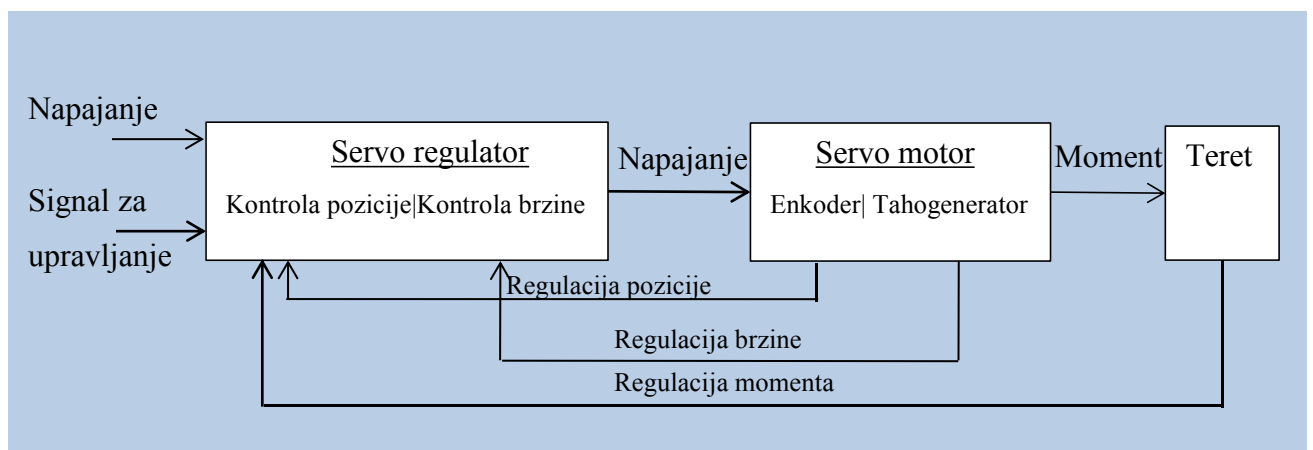 Napajanje
Signal za
upravljanje
Servo regulator
Kontrola pozicije|Kontrola brzine
Napajanje
Servo motor
Enkoder| Tahogenerator
Moment
Teret
Regulacija pozicije
Regulacija brzine
Regulacija momenta